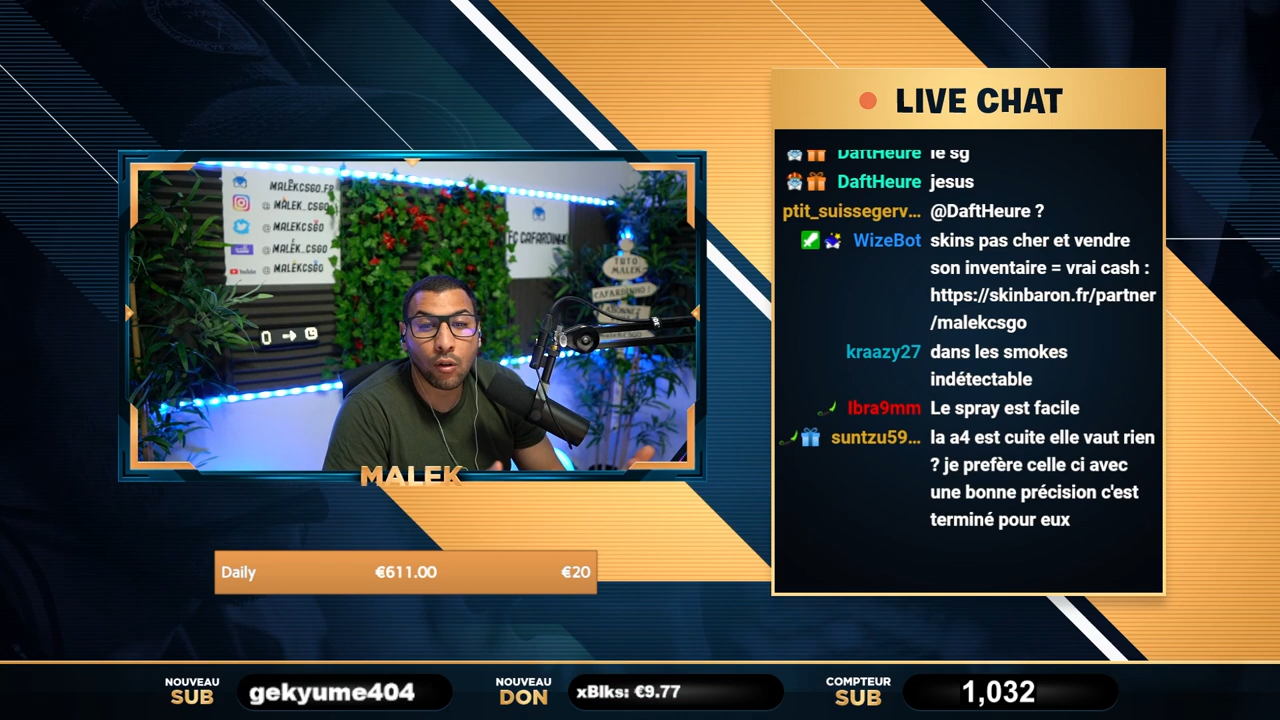 MALEKCSGO.FR
@ MALEK_CSGO
@ MALEKCSGO
@ MALEK_CSGO
YouTube @ MALEKCSGO
TUTO
MALEK
0 →
MALEK
Daily €611.00 €20
LIVE CHAT
DaftHeure le sg
DaftHeure jesus
ptit_suissegerv... @DaftHeure ?
WizeBot skins pas cher et vendre
son inventaire = vrai cash :
https://skinbaron.fr/partner
/malekcsgo
kraazy27 dans les smokes
indétectable
Ibra9mm Le spray est facile
suntzu59... la a4 est cuite elle vaut rien
? je prefère celle ci avec
une bonne précision c'est
terminé pour eux
NOUVEAU
SUB
gekyume404
NOUVEAU
DON
xBlks: €9.77
COMPTEUR
SUB
1,032